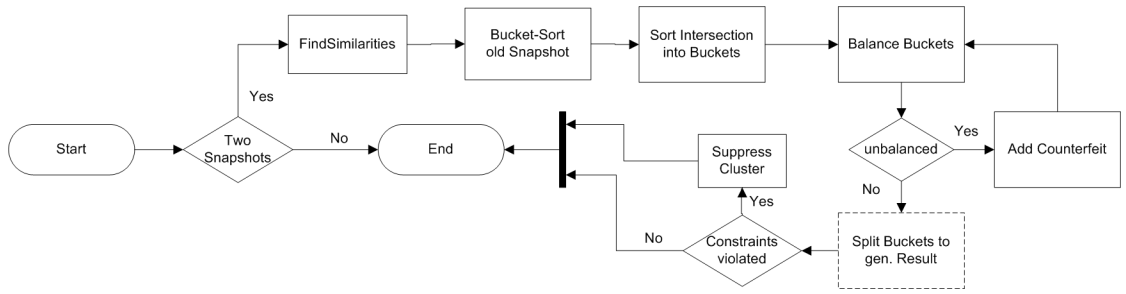 FindSimilarities
Bucket-Sort
old Snapshot
Sort Intersection
into Buckets
Balance Buckets
Yes
Start
Two
Snapshots
No
End
Suppress
Cluster
unbalanced
Yes
Add Counterfeit
No
Yes
No
Constraints
violated
Split Buckets to
gen. Result